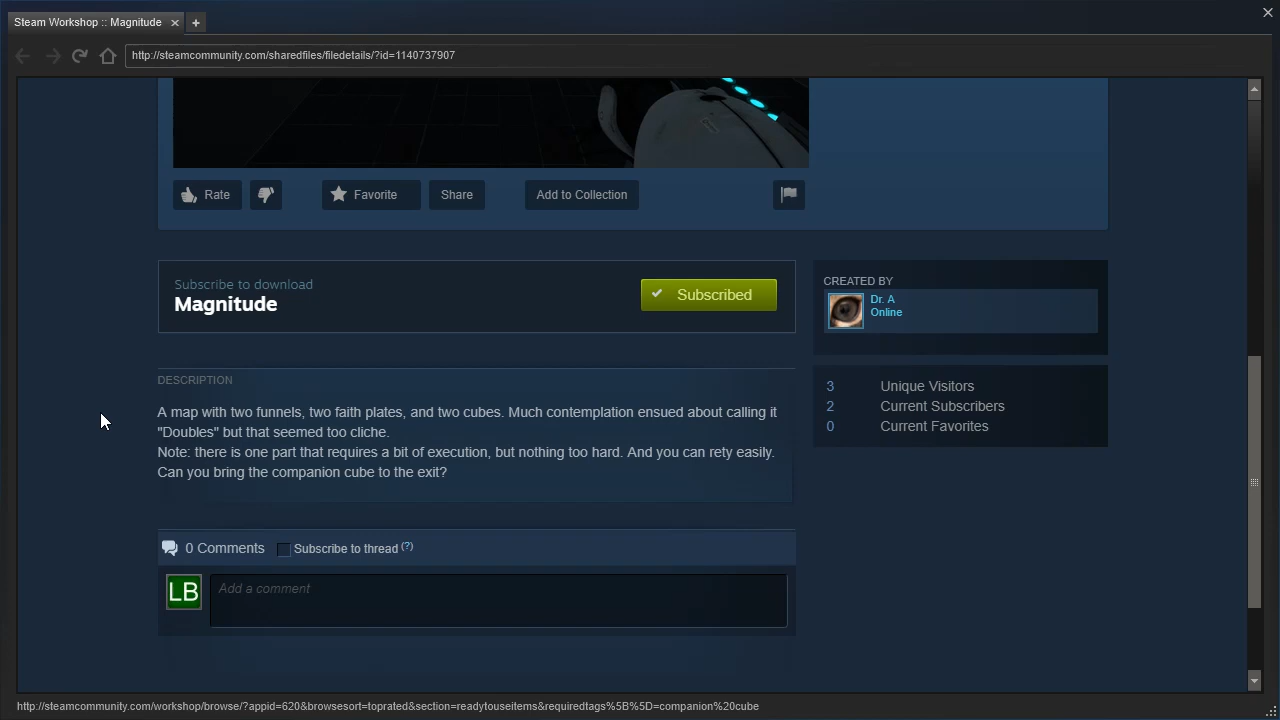 Steam Workshop :: Magnitude
http://steamcommunity.com/sharedfiles/filedetails/?id=1140737907
Rate
Favorite
Share
Add to Collection
Subscribe to download
Magnitude
Subscribed
CREATED BY
Dr. A
Online
3 Unique Visitors
2 Current Subscribers
0 Current Favorites
DESCRIPTION
A map with two funnels, two faith plates, and two cubes. Much contemplation ensued about calling it
"Doubles" but that seemed too cliche.
Note: there is one part that requires a bit of execution, but nothing too hard. And you can rety easily.
Can you bring the companion cube to the exit?
0 Comments
Subscribe to thread (?)
LB
Add a comment
http://steamcommunity.com/workshop/browse/?appid=620&browsesort=toprated&section=readytouseitems&requiredtags%5B%5D=companion%20cube